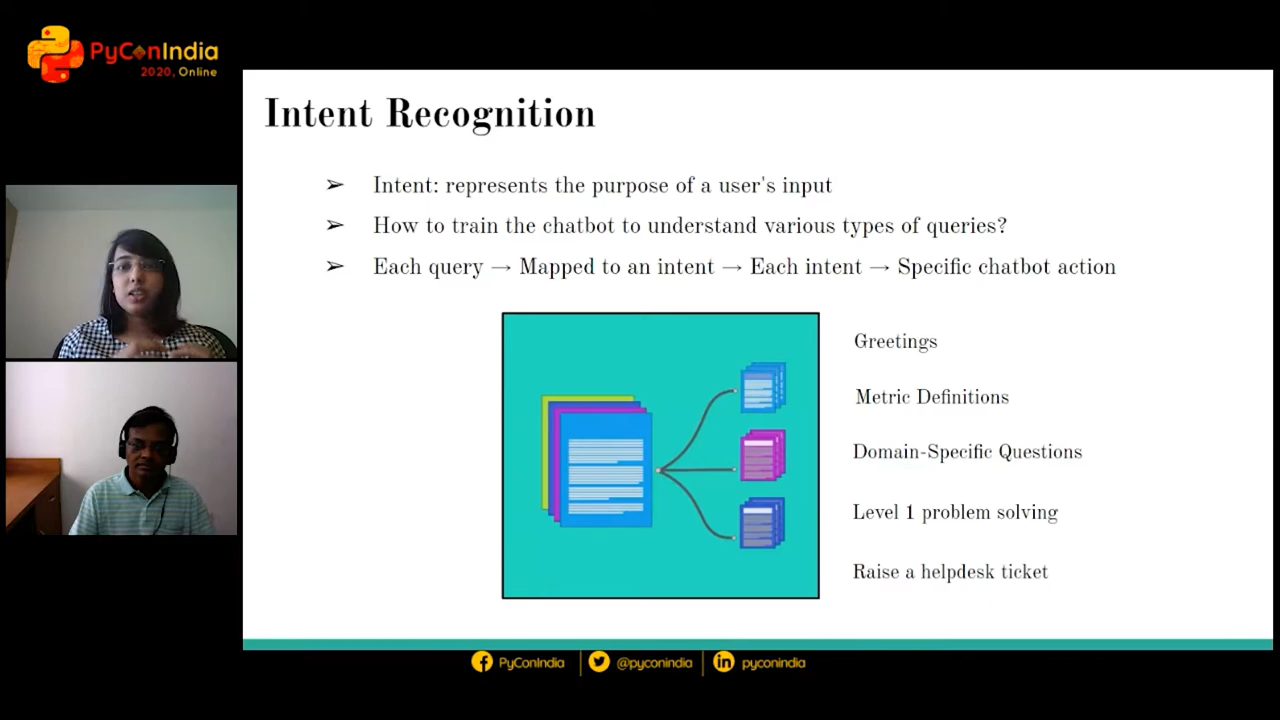 PyConIndia
2020, Online
Intent Recognition
➢ Intent: represents the purpose of a user's input
➢ How to train the chatbot to understand various types of queries?
➢ Each query → Mapped to an intent → Each intent → Specific chatbot action
Greetings
Metric Definitions
Domain-Specific Questions
Level 1 problem solving
Raise a helpdesk ticket
PyConIndia
@pyconindia
pyconindia